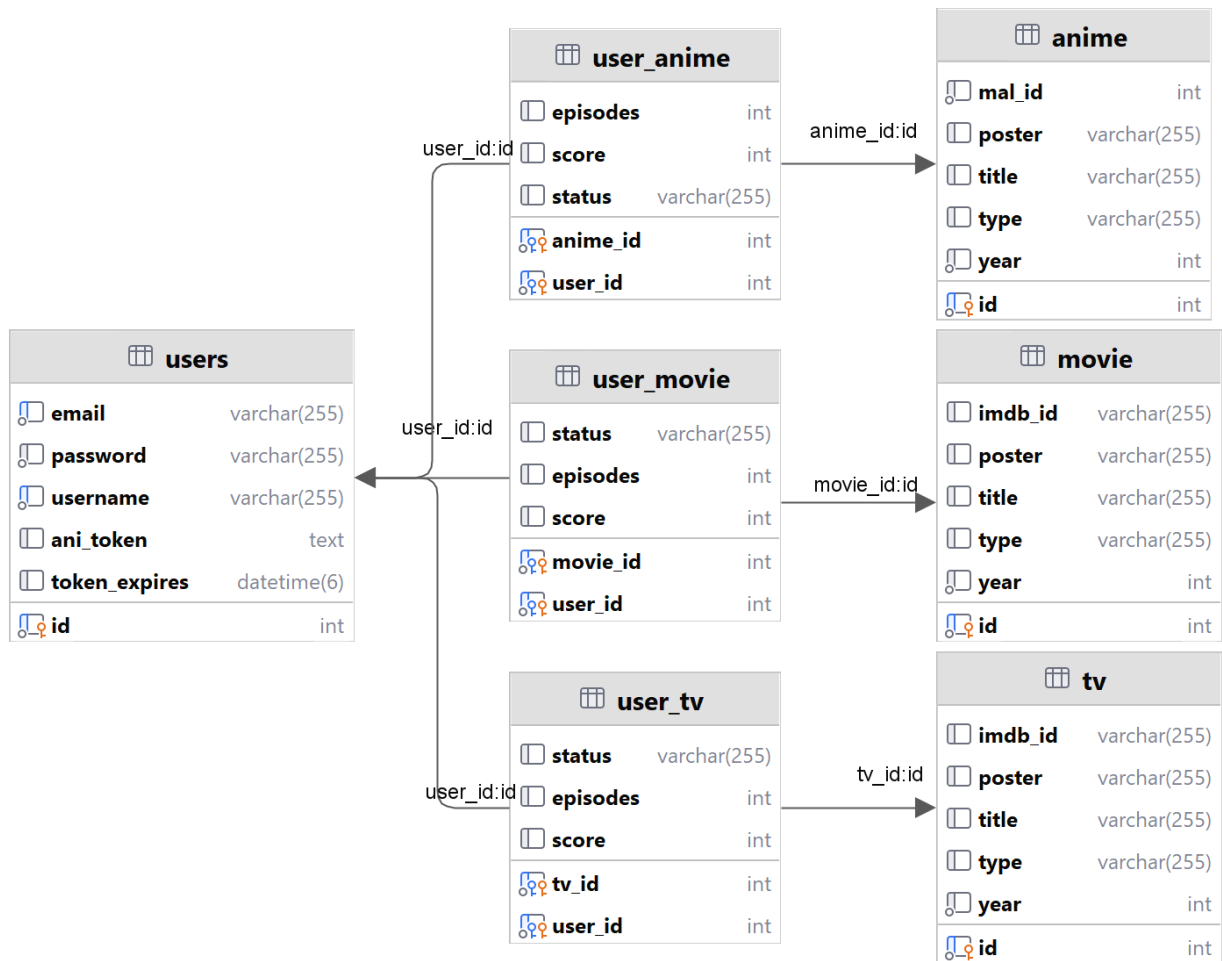 users
email varchar(255)
password varchar(255)
username varchar(255)
ani_token text
token_expires datetime(6)
id int
user_id:id
user_id:id
user_id:id
user_anime
episodes int
score int
status varchar(255)
anime_id int
user_id int
user_movie
status varchar(255)
episodes int
score int
movie_id int
user_id int
user_tv
status varchar(255)
episodes int
score int
tv_id int
user_id int
anime_id:id
movie_id:id
tv_id:id
anime
mal_id int
poster varchar(255)
title varchar(255)
type varchar(255)
year int
id int
movie
imdb_id varchar(255)
poster varchar(255)
title varchar(255)
type varchar(255)
year int
id int
tv
imdb_id varchar(255)
poster varchar(255)
title varchar(255)
type varchar(255)
year int
id int